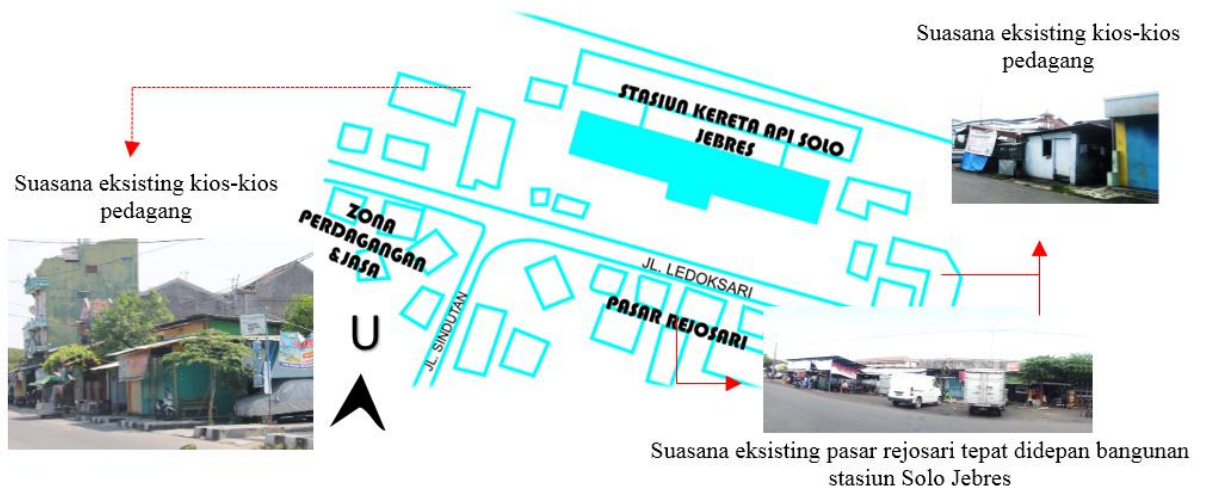 Suasana eksisting kios-kios
pedagang
STASIUN KERETA API SOLO
JEBRES
Suasana eksisting kios-kios
pedagang
ZONA
PERDAGANGAN
& JASA
JL. LEDOKSARI
PASAR REJOSARI
JL. SINDUTAN
U
Suasana eksisting pasar rejosari tepat didepan bangunan
stasiun Solo Jebres